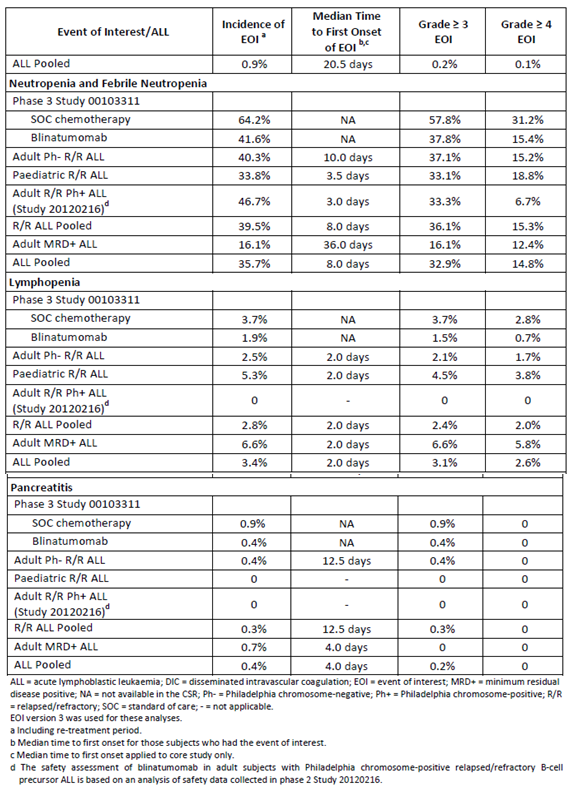 Event of Interest/ALL Incidence of EOI a Median Time to First Onset of EOI b,c Grade ≥ 3 EOI Grade ≥ 4 EOI
ALL Pooled 0.9% 20.5 days 0.2% 0.1%
Neutropenia and Febrile Neutropenia
Phase 3 Study 00103311
SOC chemotherapy 64.2% NA 57.8% 31.2%
Blinatumomab 41.6% NA 37.8% 15.4%
Adult Ph- R/R ALL 40.3% 10.0 days 37.1% 15.2%
Paediatric R/R ALL 33.8% 3.5 days 33.1% 18.8%
Adult R/R Ph+ ALL (Study 20120216)d 46.7% 3.0 days 33.3% 6.7%
R/R ALL Pooled 39.5% 8.0 days 36.1% 15.3%
Adult MRD+ ALL 16.1% 36.0 days 16.1% 12.4%
ALL Pooled 35.7% 8.0 days 32.9% 14.8%
Lymphopenia
Phase 3 Study 00103311
SOC chemotherapy 3.7% NA 3.7% 2.8%
Blinatumomab 1.9% NA 1.5% 0.7%
Adult Ph- R/R ALL 2.5% 2.0 days 2.1% 1.7%
Paediatric R/R ALL 5.3% 2.0 days 4.5% 3.8%
Adult R/R Ph+ ALL (Study 20120216)d 0 - 0 0
R/R ALL Pooled 2.8% 2.0 days 2.4% 2.0%
Adult MRD+ ALL 6.6% 2.0 days 6.6% 5.8%
ALL Pooled 3.4% 2.0 days 3.1% 2.6%
Pancreatitis
Phase 3 Study 00103311
SOC chemotherapy 0.9% NA 0.9% 0
Blinatumomab 0.4% NA 0.4% 0
Adult Ph- R/R ALL 0.4% 12.5 days 0.4% 0
Paediatric R/R ALL 0 - 0 0
Adult R/R Ph+ ALL (Study 20120216)d 0 - 0 0
R/R ALL Pooled 0.3% 12.5 days 0.3% 0
Adult MRD+ ALL 0.7% 4.0 days 0 0
ALL Pooled 0.4% 4.0 days 0.2% 0
ALL = acute lymphoblastic leukaemia; DIC = disseminated intravascular coagulation; EOI = event of interest; MRD+ = minimum residual
disease positive; NA = not available in the CSR; Ph- = Philadelphia chromosome-negative; Ph+ = Philadelphia chromosome-positive; R/R
= relapsed/refractory; SOC = standard of care; - = not applicable.
EOI version 3 was used for these analyses.
a Including re-treatment period.
b Median time to first onset for those subjects who had the event of interest.
c Median time to first onset applied to core study only.
d The safety assessment of blinatumomab in adult subjects with Philadelphia chromosome-positive relapsed/refractory B-cell
precursor ALL is based on an analysis of safety data collected in phase 2 Study 20120216.